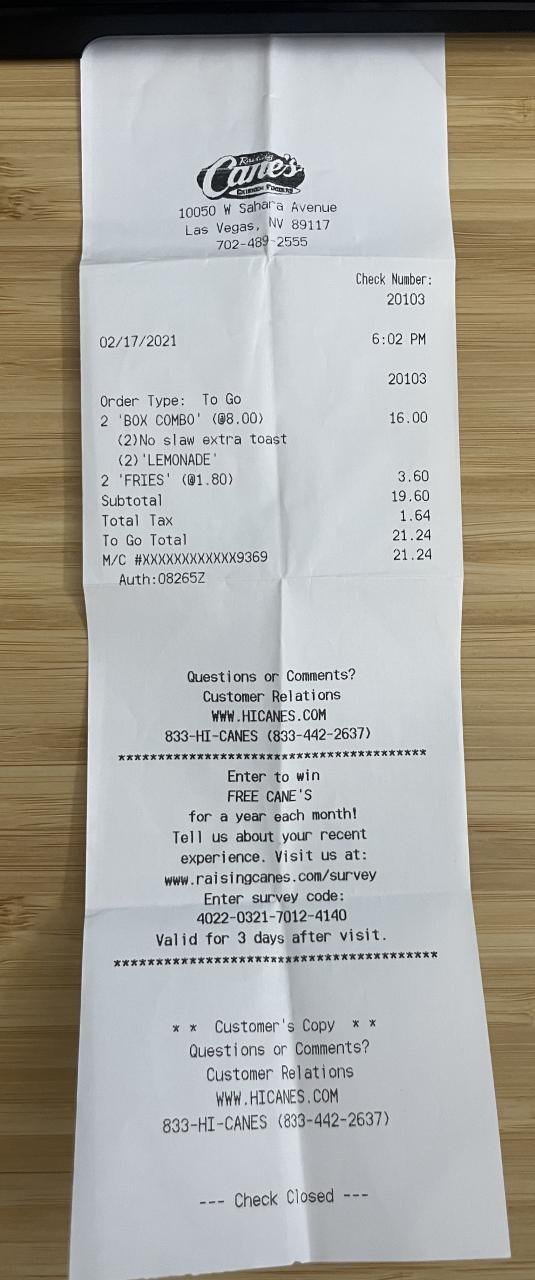 Raising
Cane's
CHICKEN FINGERS
10050 W Sahara Avenue
Las Vegas, NV 89117
702-489-2555
Check Number:
20103
02/17/2021 6:02 PM
20103
Order Type: To Go
2 'BOX COMBO' (@8.00) 16.00
(2)No slaw extra toast
(2)'LEMONADE'
2 'FRIES' (@1.80) 3.60
Subtotal 19.60
Total Tax 1.64
To Go Total 21.24
M/C #XXXXXXXXXXXX9369 21.24
Auth:08265Z
Questions or Comments?
Customer Relations
WWW.HICANES.COM
833-HI-CANES (833-442-2637)
****************************************
Enter to win
FREE CANE'S
for a year each month!
Tell us about your recent
experience. Visit us at:
www.raisingcanes.com/survey
Enter survey code:
4022-0321-7012-4140
Valid for 3 days after visit.
****************************************
* * Customer's Copy * *
Questions or Comments?
Customer Relations
WWW.HICANES.COM
833-HI-CANES (833-442-2637)
--- Check Closed ---